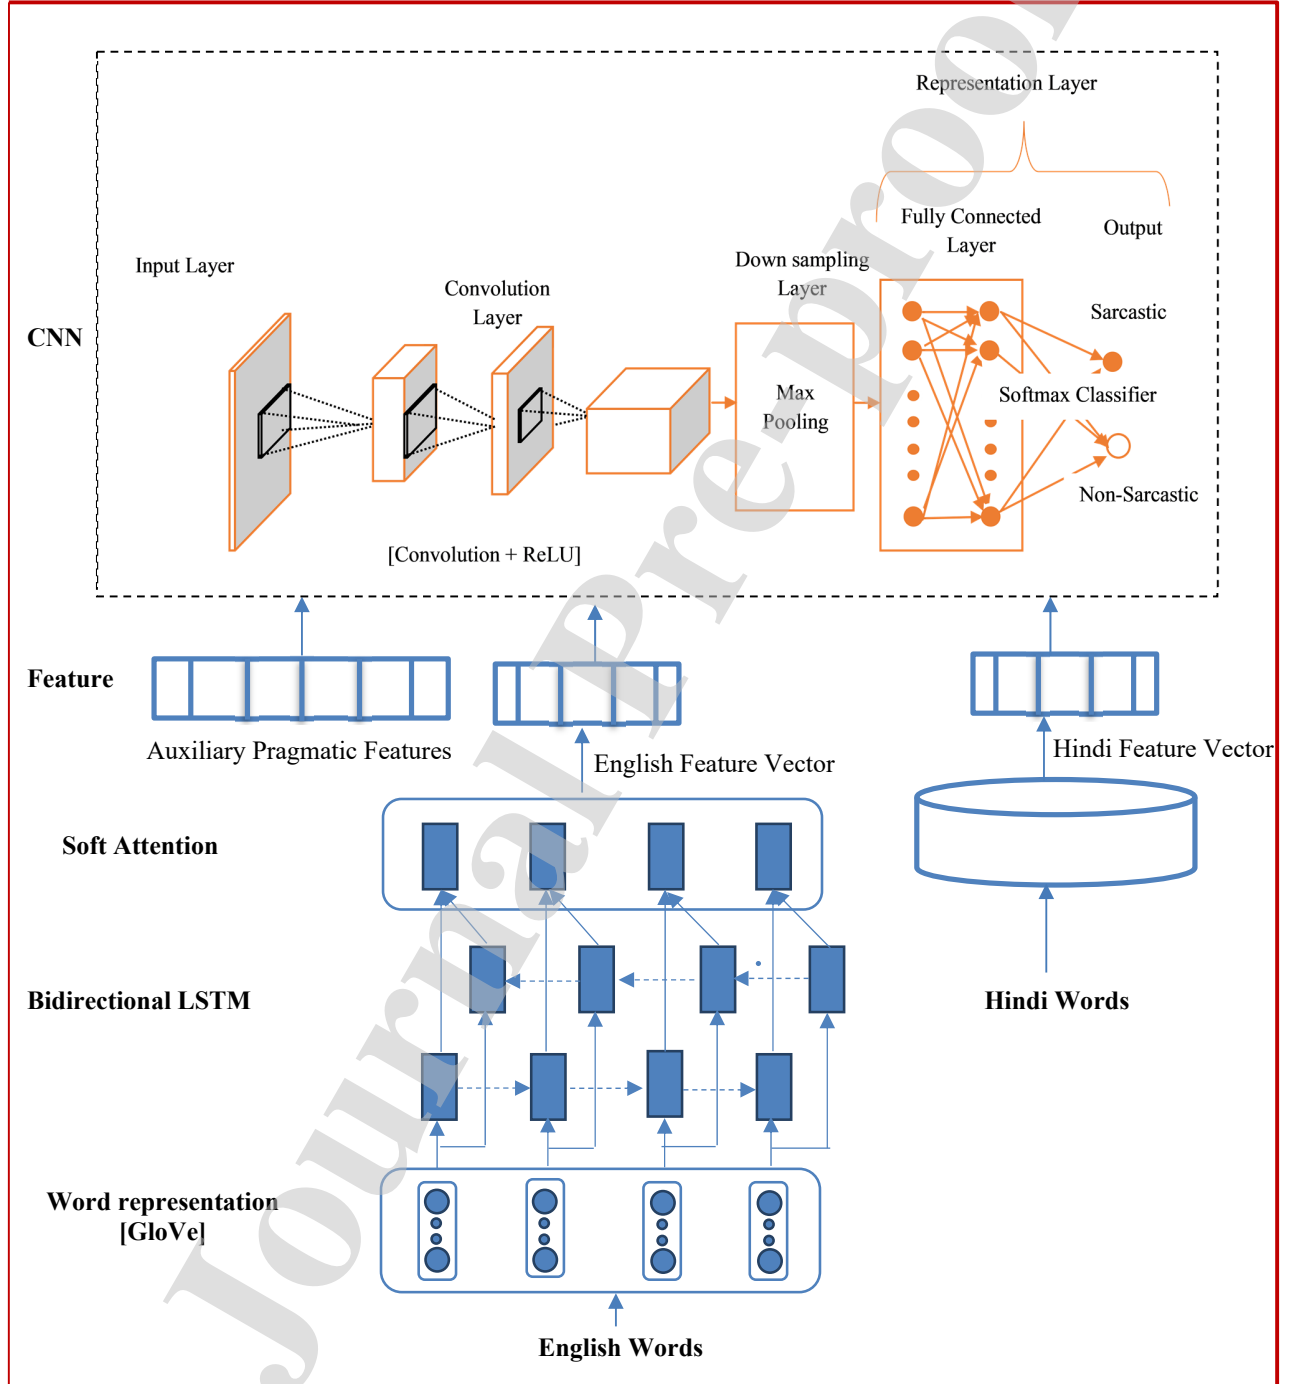 Representation Layer
Fully Connected
Layer
Output
Input Layer
Down sampling
Layer
Convolution
Layer
Sarcastic
CNN
Max
Pooling
Softmax Classifier
Non-Sarcastic
[Convolution + ReLU]
Feature
Auxiliary Pragmatic Features
English Feature Vector
Hindi Feature Vector
Soft Attention
Bidirectional LSTM
Hindi Words
Word representation
[GloVe]
English Words
Journal Pre-proof